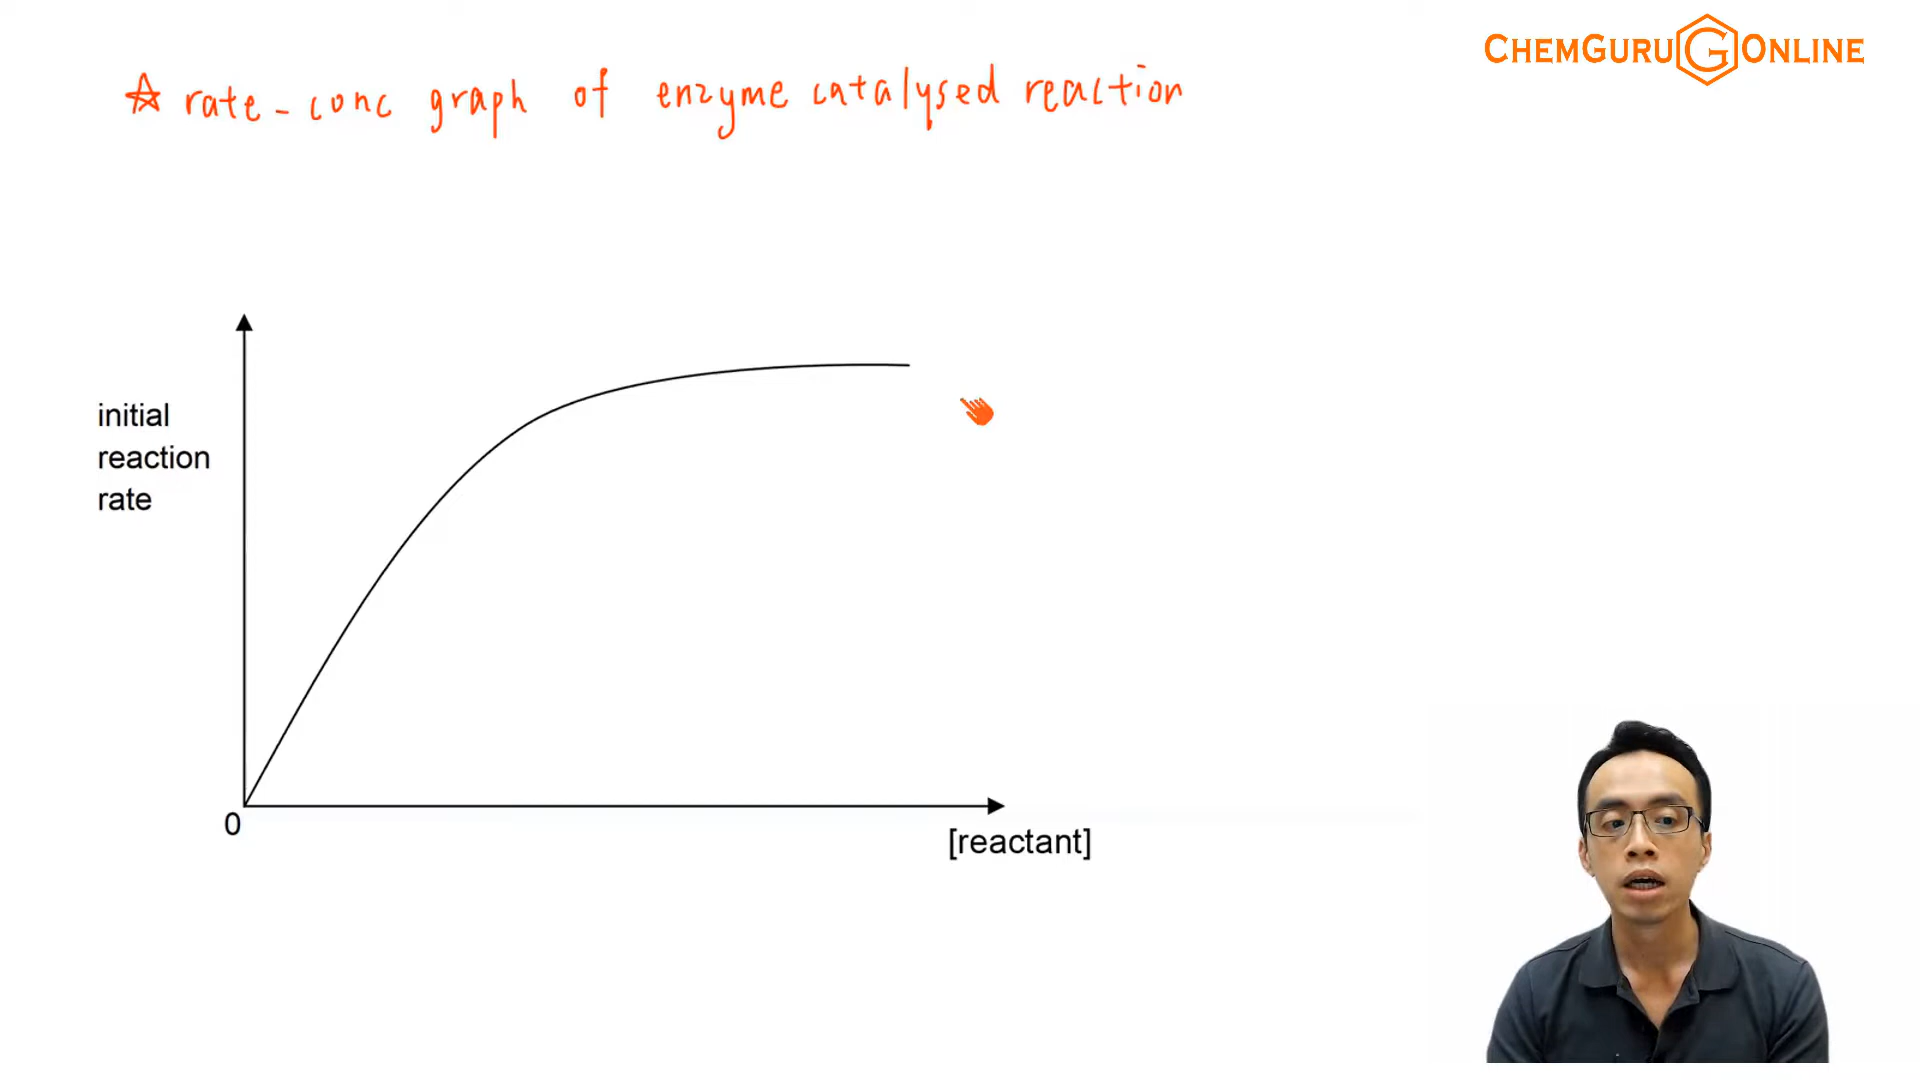 CHEMGURU G ONLINE
☆ rate - conc graph of enzyme catalysed reaction
initial
reaction
rate
0
[reactant]